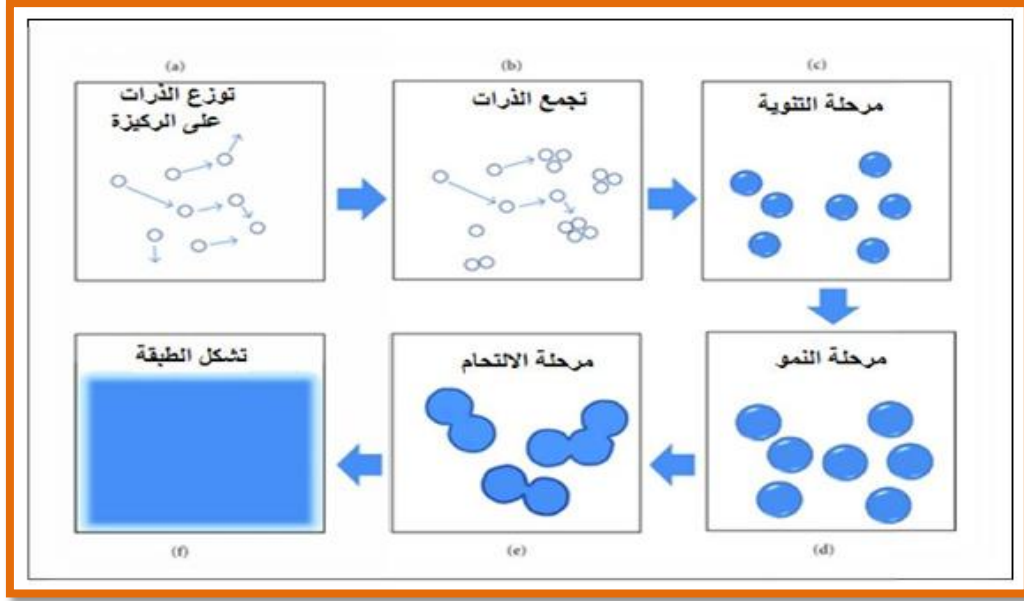 (a)
توزع الذرات
على الركيزة
(b)
تجمع الذرات
(c)
مرحلة التنوية
مرحلة النمو
(d)
مرحلة الالتحام
(e)
تشكل الطبقة
(f)